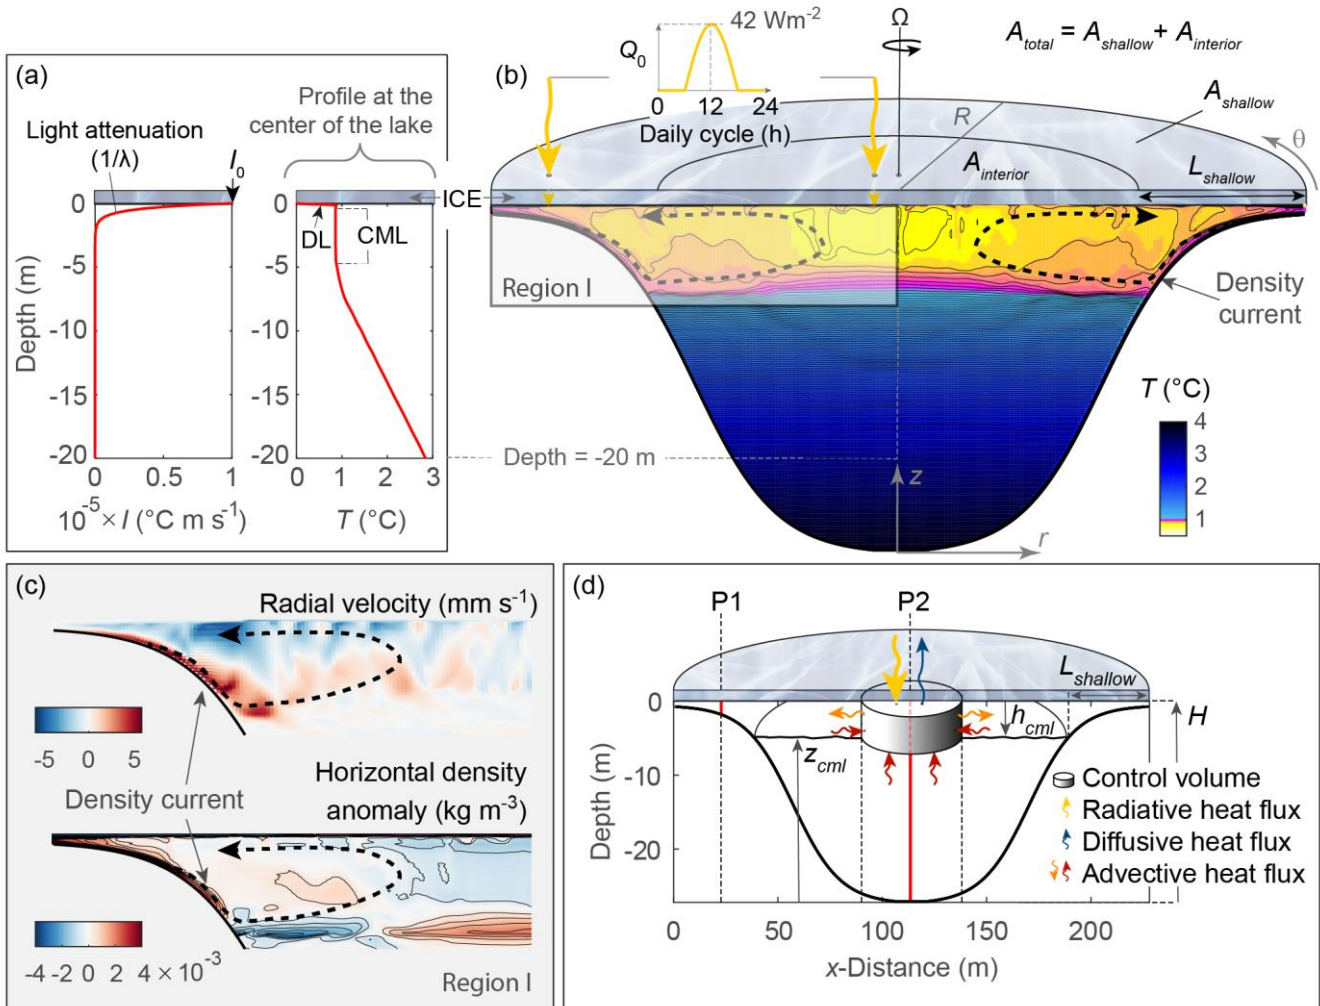 (a)
Profile at the
center of the lake
Light attenuation
(1/λ)
I₀
ICE
DL
CML
0
-5
-10
-15
-20
Depth (m)
0
0.5
1
10⁻⁵ × I (°C m s⁻¹)
0
-5
-10
-15
-20
0
1
2
3
T (°C)
(b)
42 Wm⁻²
Q₀
0
12
24
Daily cycle (h)
Ω
A_total = A_shallow + A_interior
A_shallow
R
θ
A_interior
L_shallow
Region I
Density
current
Depth = -20 m
z
r
T (°C)
4
3
2
1
(c)
Radial velocity (mm s⁻¹)
-5
0
5
Density current
Horizontal density
anomaly (kg m⁻³)
-4
-2
0
2
4 × 10⁻³
Region I
(d)
P1
P2
L_shallow
H
h_cml
z_cml
0
-10
-20
Depth (m)
Control volume
Radiative heat flux
Diffusive heat flux
Advective heat flux
0
50
100
150
200
x-Distance (m)